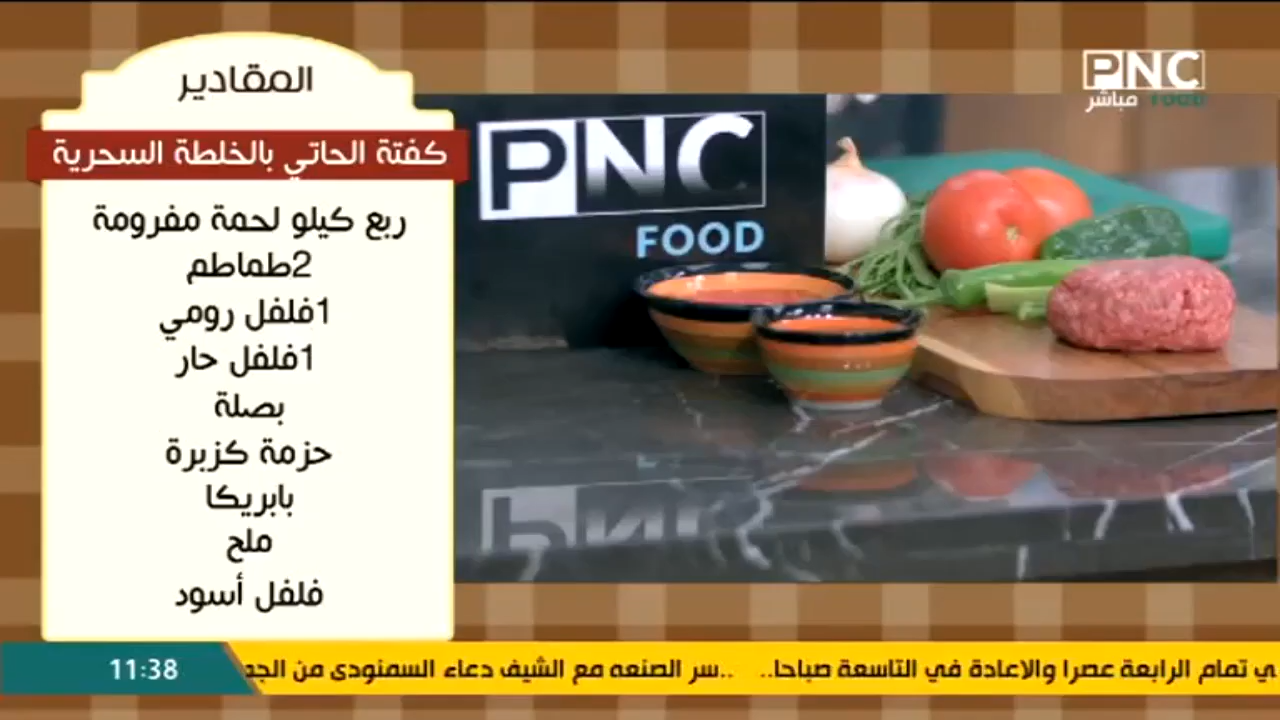 المقادير
كفتة الحاتي بالخلطة السحرية
ربع كيلو لحمة مفرومة
2طماطم
1فلفل رومي
1فلفل حار
بصلة
حزمة كزبرة
بابريكا
ملح
فلفل أسود
PNC
FOOD
مباشر
PNC
FOOD
ي تمام الرابعة عصرا والاعادة في التاسعة صباحا.. ..سر الصنعه مع الشيف دعاء السمنودى من الجم
11:38